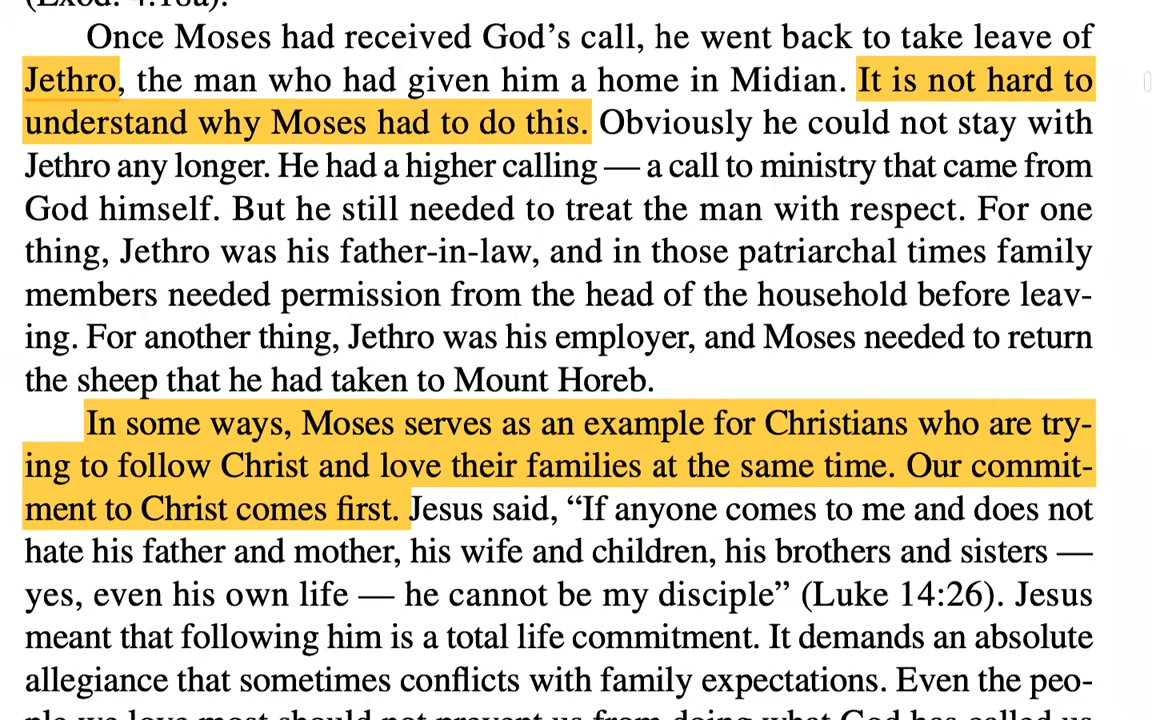 Once Moses had received God’s call, he went back to take leave of
Jethro, the man who had given him a home in Midian. It is not hard to
understand why Moses had to do this. Obviously he could not stay with
Jethro any longer. He had a higher calling — a call to ministry that came from
God himself. But he still needed to treat the man with respect. For one
thing, Jethro was his father-in-law, and in those patriarchal times family
members needed permission from the head of the household before leav-
ing. For another thing, Jethro was his employer, and Moses needed to return
the sheep that he had taken to Mount Horeb.
In some ways, Moses serves as an example for Christians who are try-
ing to follow Christ and love their families at the same time. Our commit-
ment to Christ comes first. Jesus said, “If anyone comes to me and does not
hate his father and mother, his wife and children, his brothers and sisters —
yes, even his own life — he cannot be my disciple” (Luke 14:26). Jesus
meant that following him is a total life commitment. It demands an absolute
allegiance that sometimes conflicts with family expectations. Even the peo-